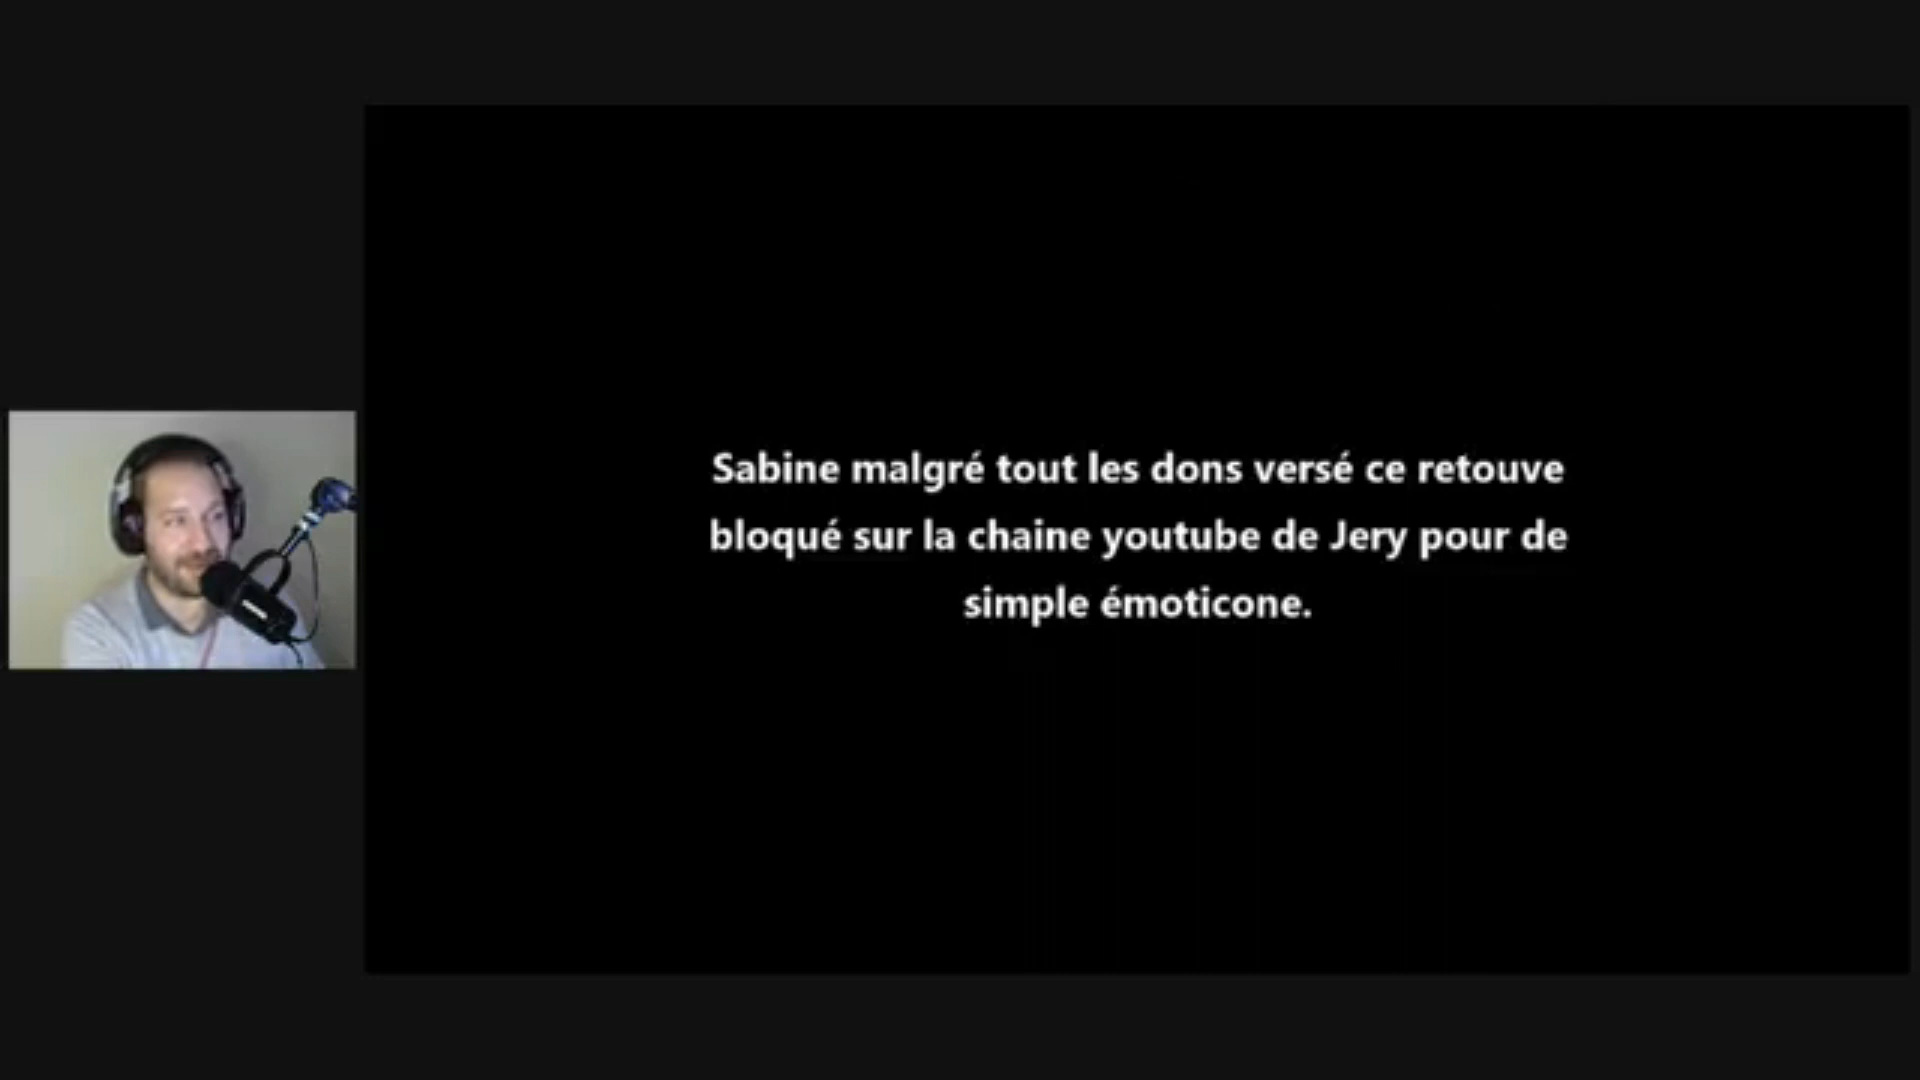 Sabine malgré tout les dons versé ce retouve
bloqué sur la chaine youtube de Jery pour de
simple émoticone.